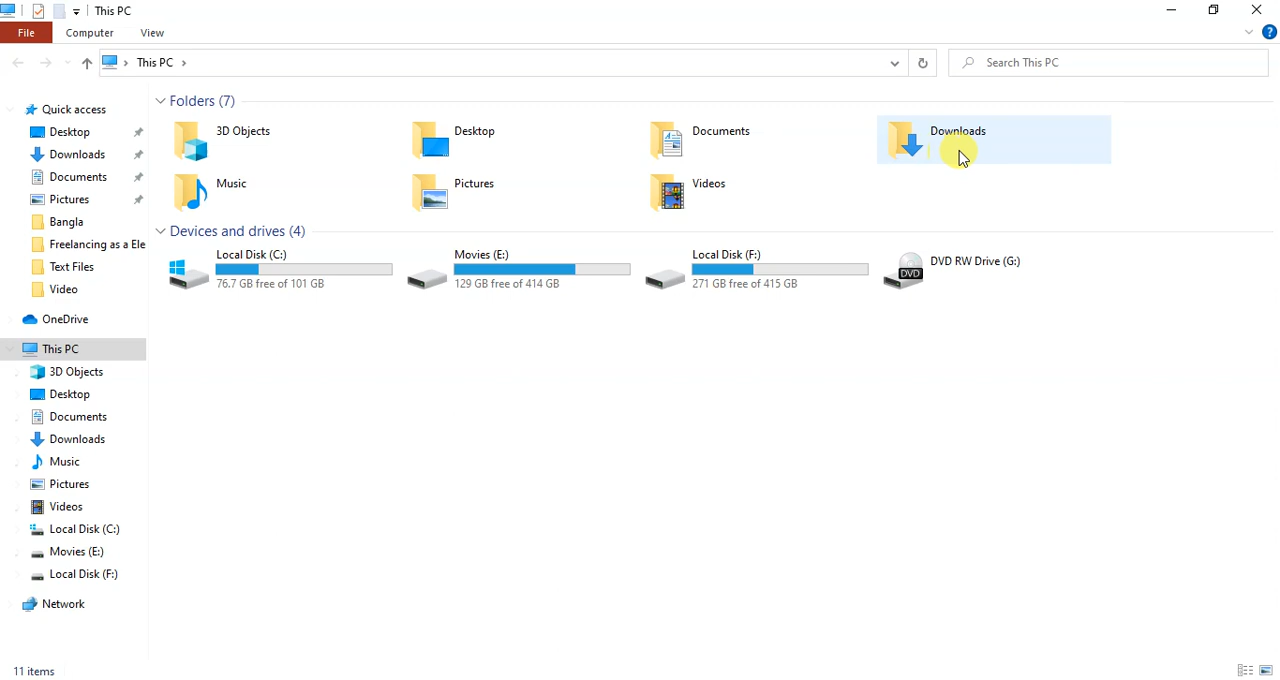 This PC
File Computer View
This PC
Search This PC
Quick access
Desktop
Downloads
Documents
Pictures
Bangla
Freelancing as a Ele
Text Files
Video
OneDrive
This PC
3D Objects
Desktop
Documents
Downloads
Music
Pictures
Videos
Local Disk (C:)
Movies (E:)
Local Disk (F:)
Network
Folders (7)
3D Objects
Desktop
Documents
Downloads
Music
Pictures
Videos
Devices and drives (4)
Local Disk (C:)
76.7 GB free of 101 GB
Movies (E:)
129 GB free of 414 GB
Local Disk (F:)
271 GB free of 415 GB
DVD
DVD RW Drive (G:)
11 items